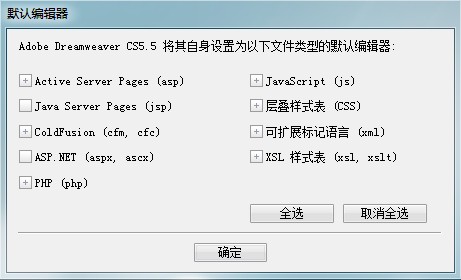 默认编辑器
Adobe Dreamweaver CS5.5 将其自身设置为以下文件类型的默认编辑器:
Active Server Pages (asp)
JavaScript (js)
Java Server Pages (jsp)
层叠样式表 (CSS)
ColdFusion (cfm, cfc)
可扩展标记语言 (xml)
ASP.NET (aspx, ascx)
XSL 样式表 (xsl, xslt)
PHP (php)
全选
取消全选
确定